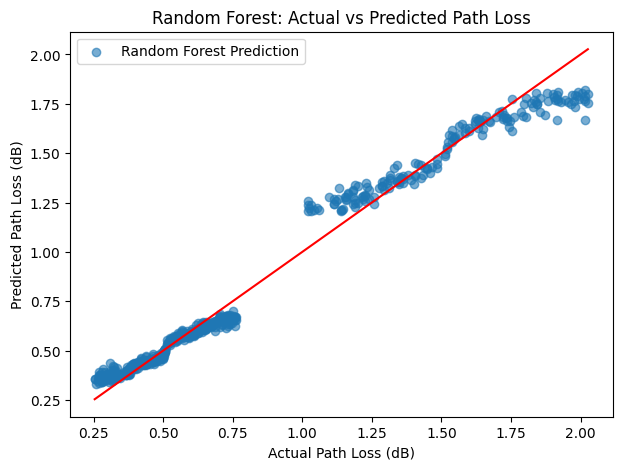 Random Forest: Actual vs Predicted Path Loss
Random Forest Prediction
Predicted Path Loss (dB)
2.00
1.75
1.50
1.25
1.00
0.75
0.50
0.25
0.25 0.50 0.75 1.00 1.25 1.50 1.75 2.00
Actual Path Loss (dB)